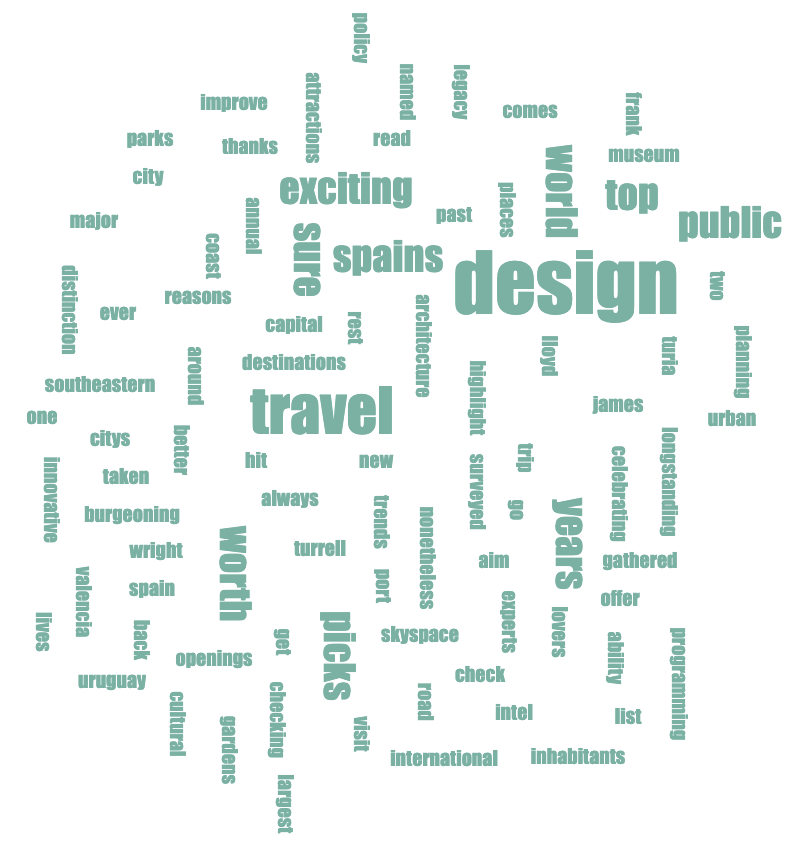 policy
named
legacy
attractions
improve
comes
frank
parks
thanks
read
museum
city
exciting
world
top
places
past
public
major
annual
coast
sure
spains
design
two
distinction
reasons
ever
capital
rest
architecture
lloyd
turia
planning
destinations
around
highlight
southeastern
travel
james
one
urban
citys
better
hit
new
trip
celebrating
longstanding
innovative
taken
surveyed
always
trends
go
years
burgeoning
nonetheless
wright
worth
turrell
aim
gathered
valencia
spain
port
experts
offer
lives
back
get
picks
skyspace
lovers
ability
programming
openings
uruguay
check
cultural
checking
road
intel
list
gardens
visit
international
inhabitants
largest